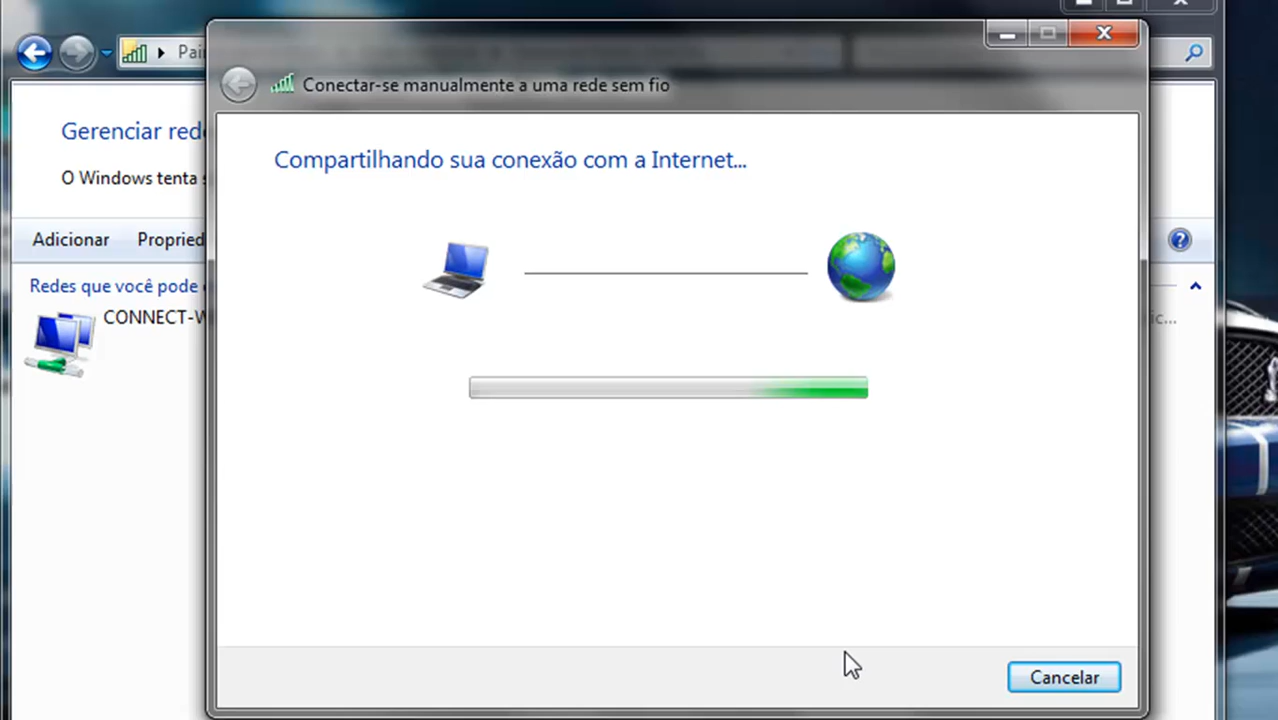 Pai
Conectar-se manualmente a uma rede sem fio
Gerenciar red
O Windows tenta
Adicionar Propried
Redes que você pode
CONNECT-W
Compartilhando sua conexão com a Internet...
Cancelar